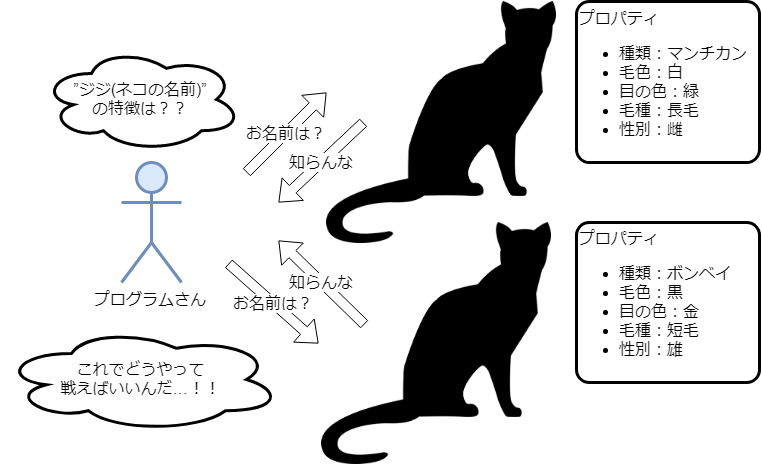 ”ジジ(ネコの名前)”
の特徴は？？
お名前は？
知らんな
プログラムさん
知らんな
お名前は？
これでどうやって
戦えばいいんだ…！！
プロパティ
• 種類：マンチカン
• 毛色：白
• 目の色：緑
• 毛種：長毛
• 性別：雌
プロパティ
• 種類：ボンベイ
• 毛色：黒
• 目の色：金
• 毛種：短毛
• 性別：雄